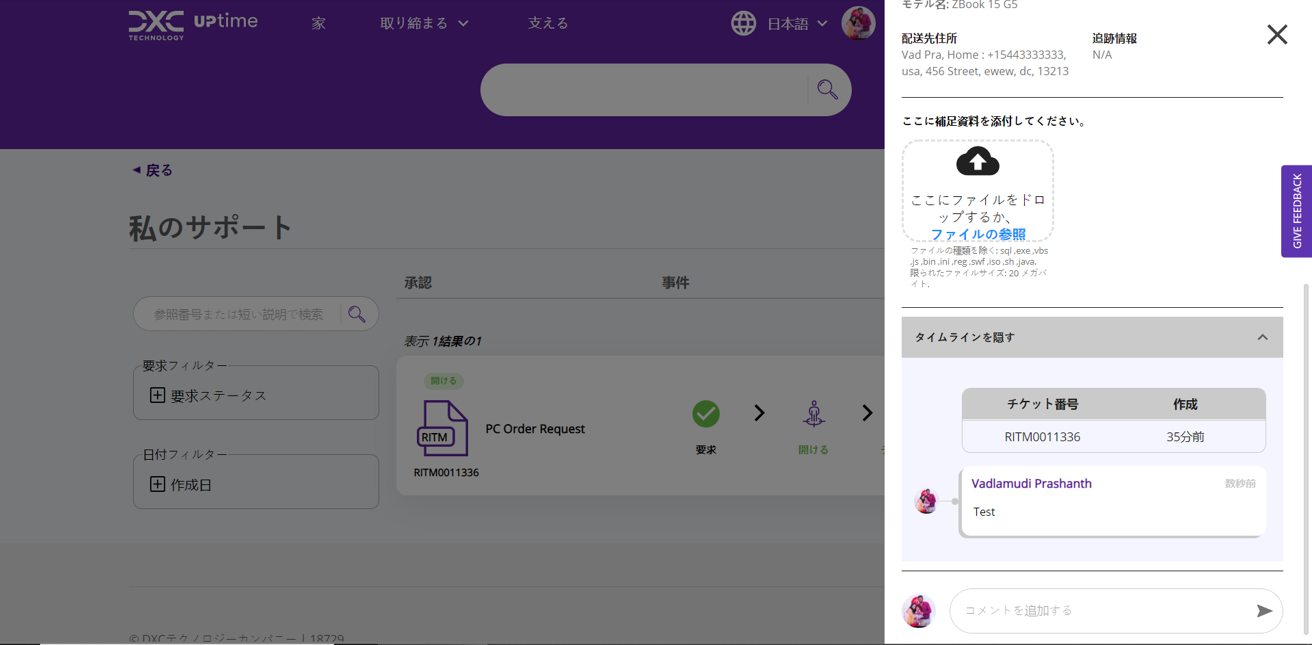 DXC
TECHNOLOGY
UPtime
家
取り締まる
支える
日本語
◄ 戻る
私のサポート
参照番号または短い説明で検索
要求フィルター
要求ステータス
日付フィルター
作成日
承認
事件
表示 1結果の1
開ける
RITM
RITM0011336
PC Order Request
要求
開ける
© DXCテクノロジーカンパニー | 18729
モデル名: ZBook 15 G5
配送先住所
Vad Pra, Home : +15443333333,
usa, 456 Street, ewew, dc, 13213
追跡情報
N/A
ここに補足資料を添付してください。
ここにファイルをドロ
ップするか、
ファイルの参照
ファイルの種類を除く: sql ,exe ,vbs
,js ,bin ,ini ,reg ,swf ,iso ,sh ,java.
限られたファイルサイズ: 20 メガバ
イト.
タイムラインを隠す
チケット番号
作成
RITM0011336
35分前
Vadlamudi Prashanth
数秒前
Test
コメントを追加する
GIVE FEEDBACK